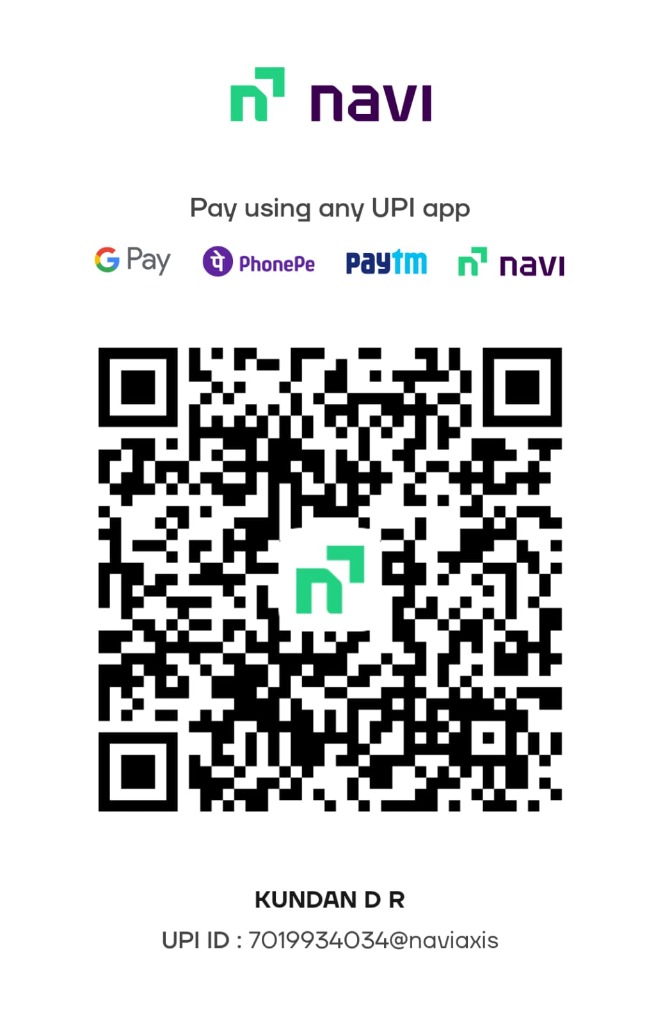 navi
Pay using any UPI app
G Pay पे PhonePe paytm navi
KUNDAN D R
UPI ID : 7019934034@naviaxis